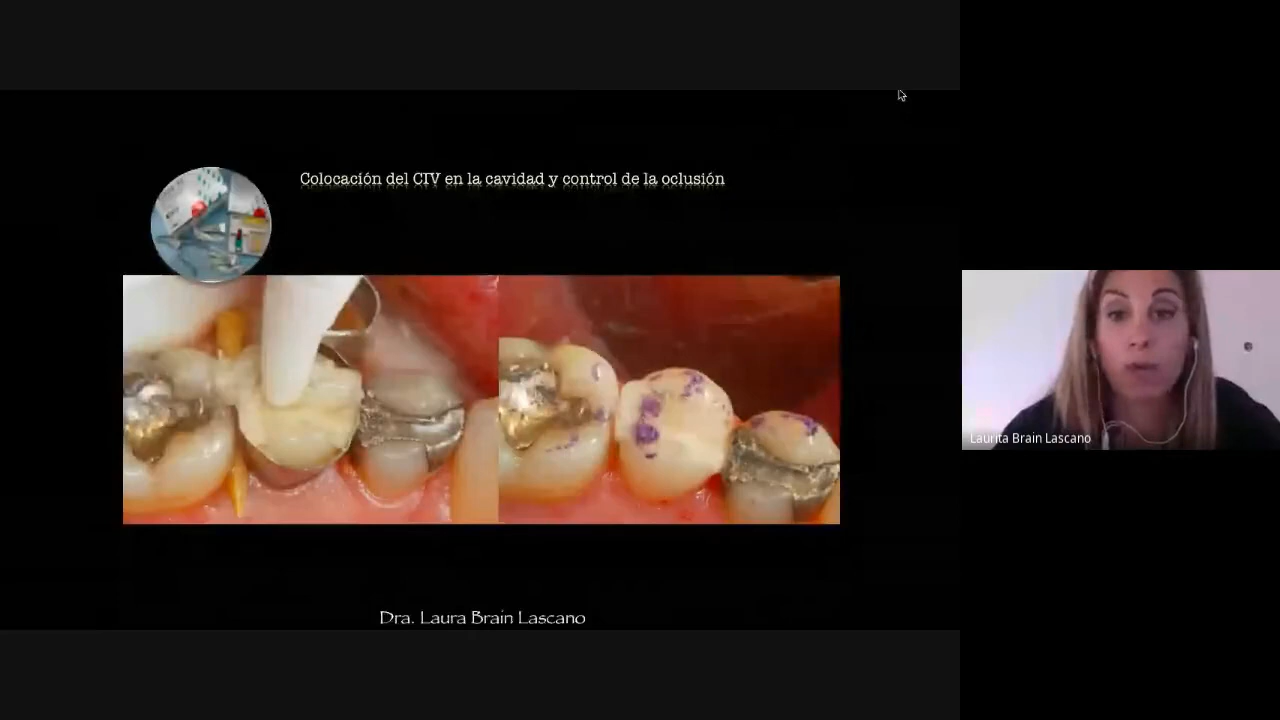 Colocación del CIV en la cavidad y control de la oclusión
Laurita Brain Lascano
Dra. Laura Brain Lascano